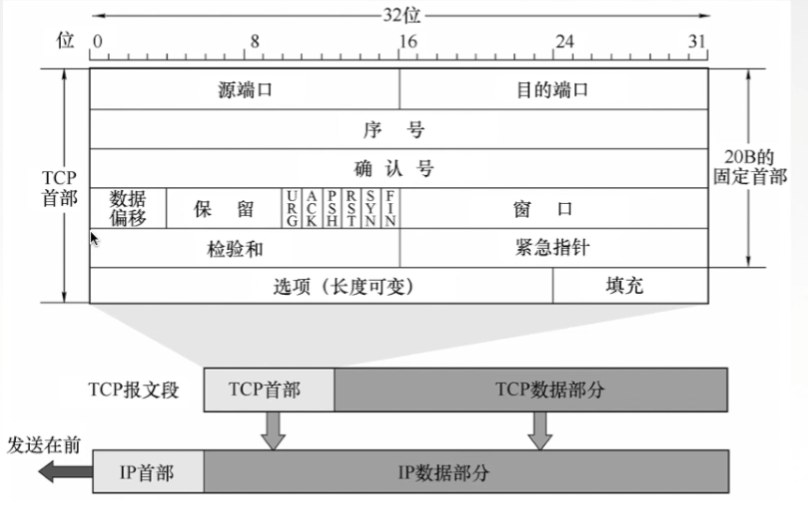 32位
位 0 8 16 24 31
源端口 目的端口
序 号
确 认 号
TCP
首部
20B的
固定首部
数据
偏移
保 留
URG
ACK
PSH
RST
SYN
FIN
窗 口
检验和 紧急指针
选项（长度可变） 填充
TCP报文段 TCP首部 TCP数据部分
发送在前
IP首部 IP数据部分